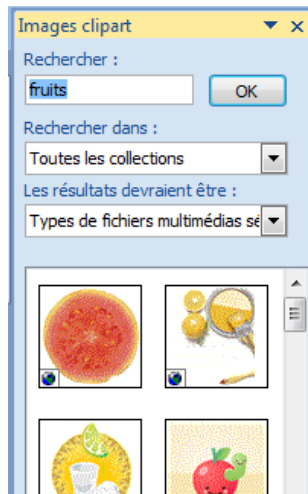 Images clipart
Rechercher :
fruits
OK
Rechercher dans :
Toutes les collections
Les résultats devraient être :
Types de fichiers multimédias sé